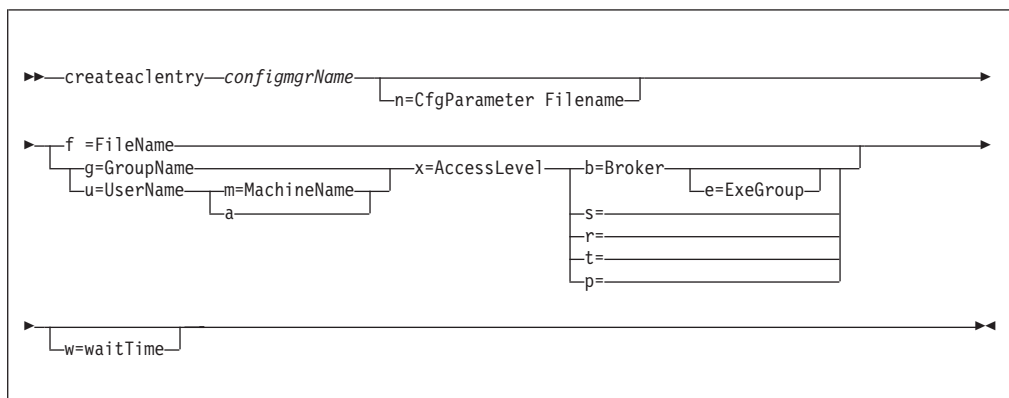 createaclentry configmgrName
n=CfgParameter Filename
f =FileName
g=GroupName x=AccessLevel b=Broker
u=UserName m=MachineName e=ExeGroup
a s=
r=
t=
p=
w=waitTime